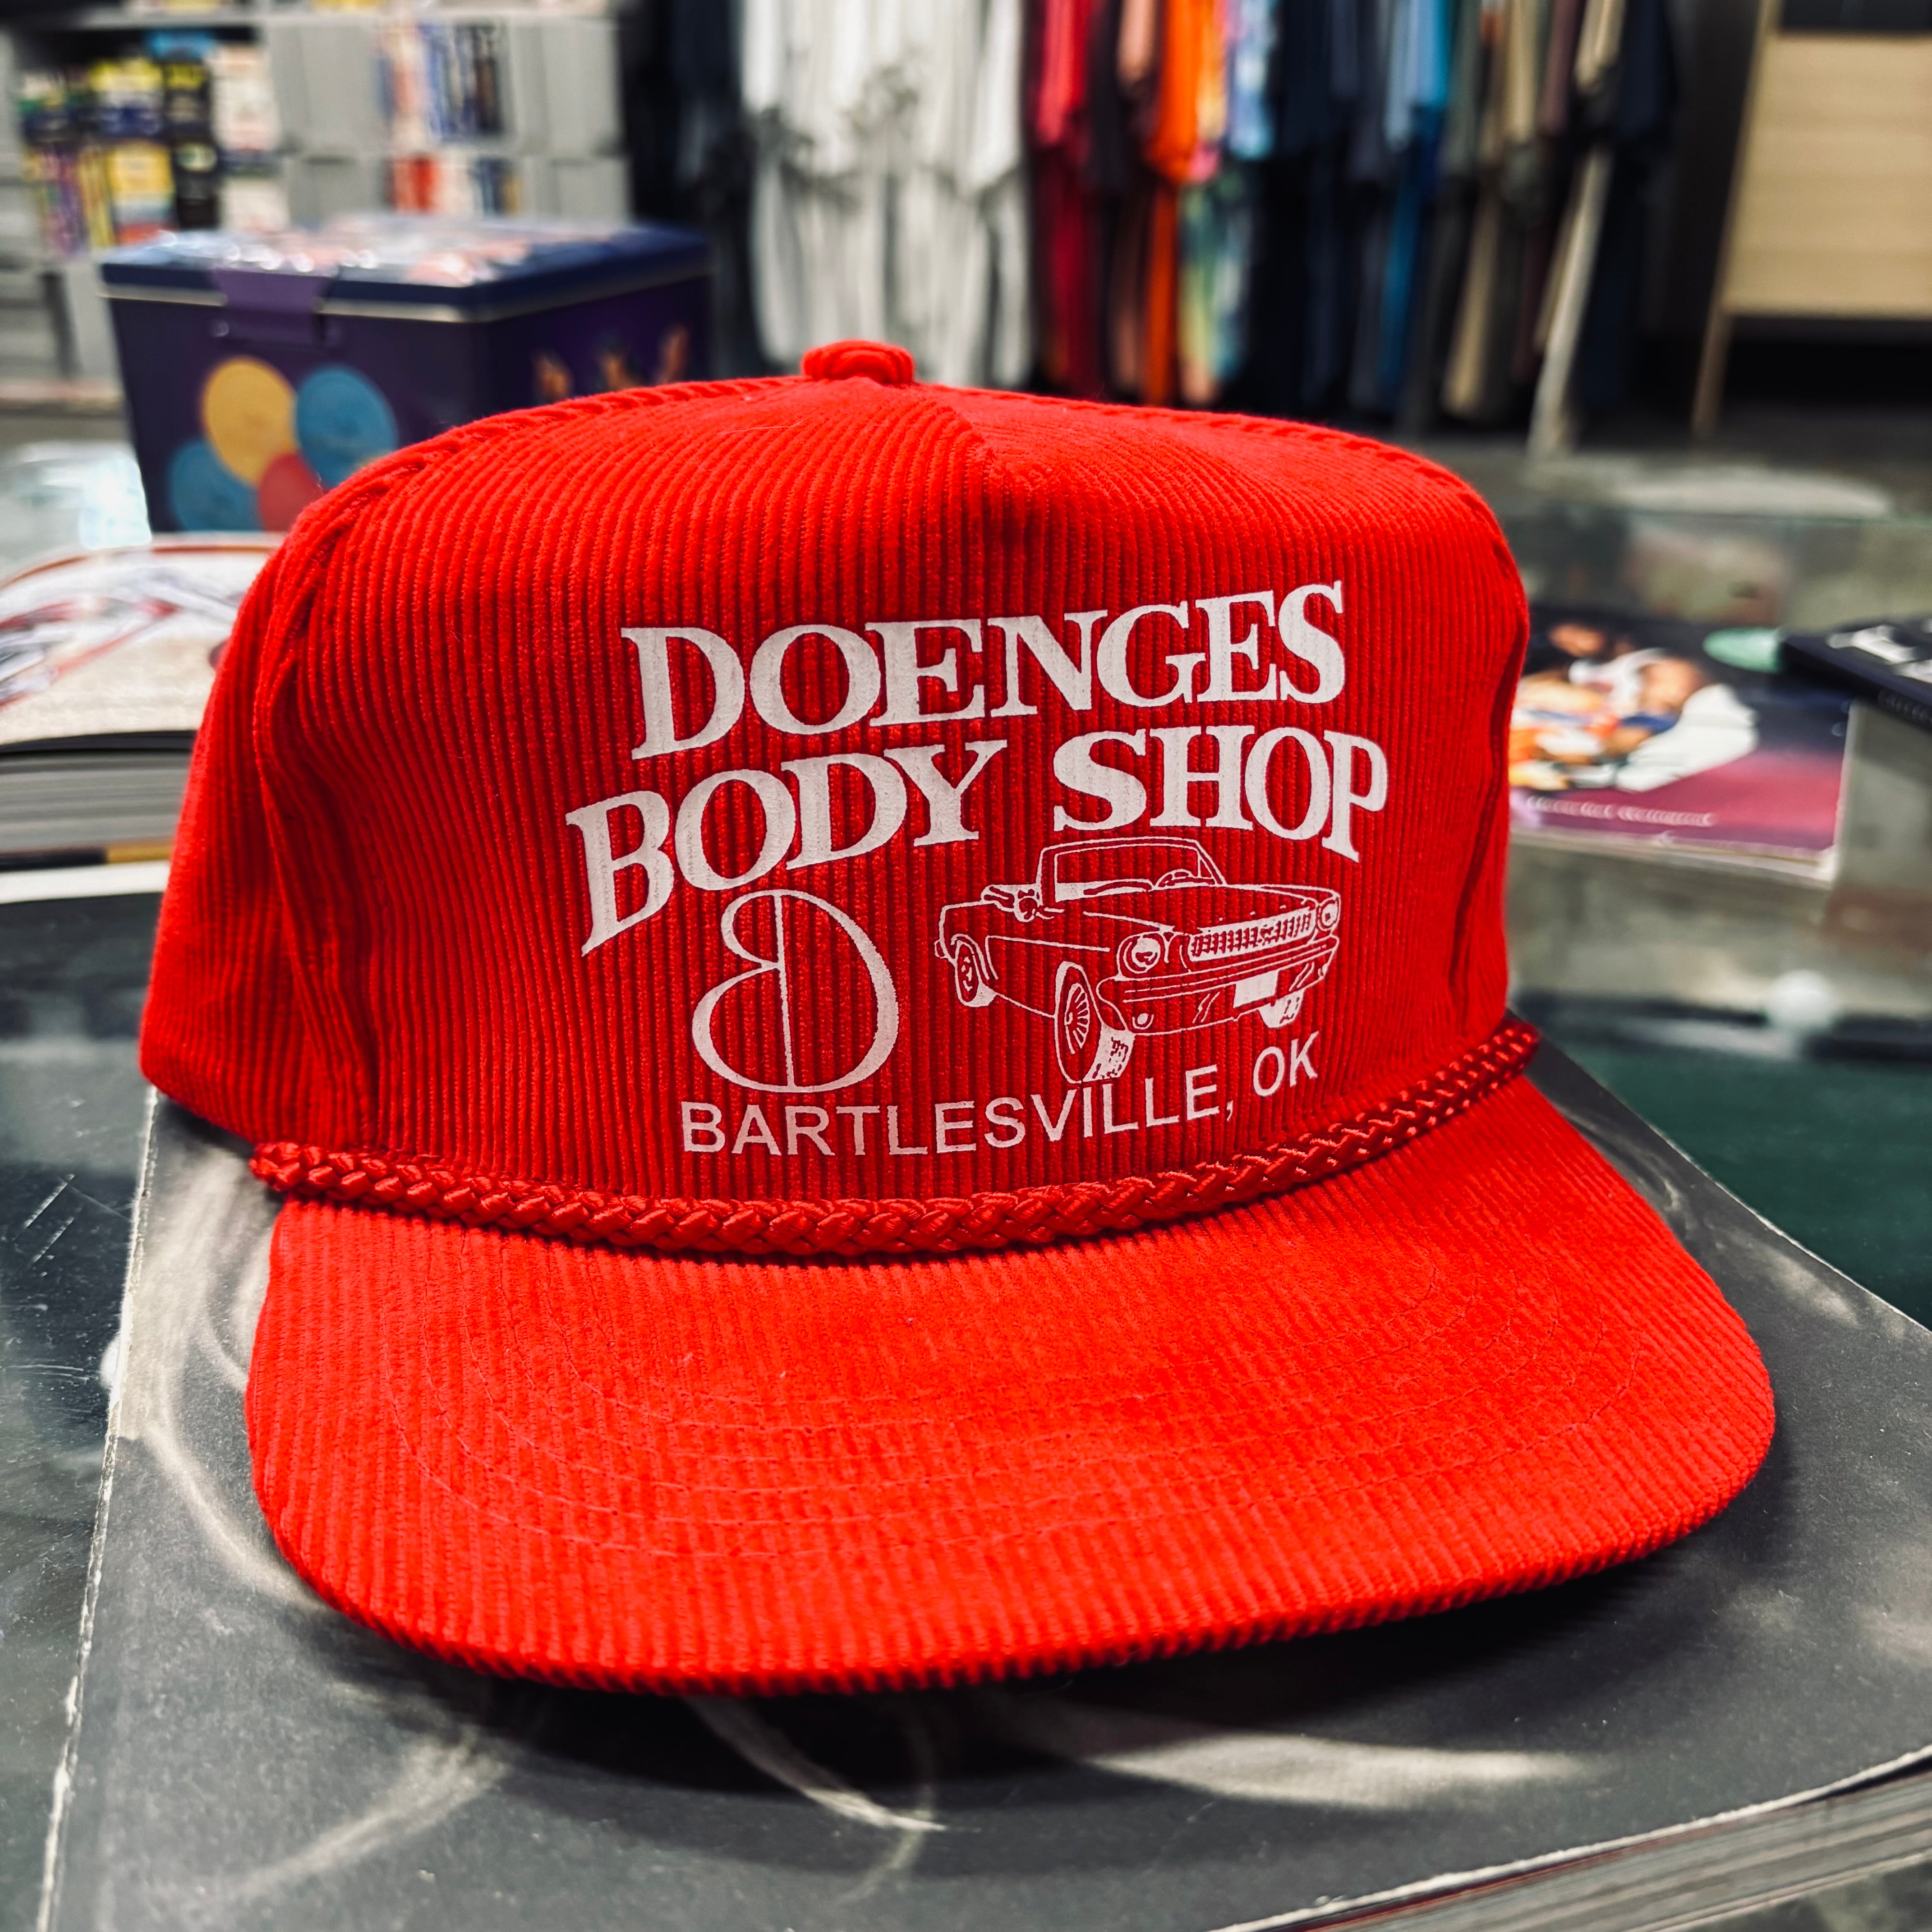 DOENGES
BODY SHOP
BARTLESVILLE, OK